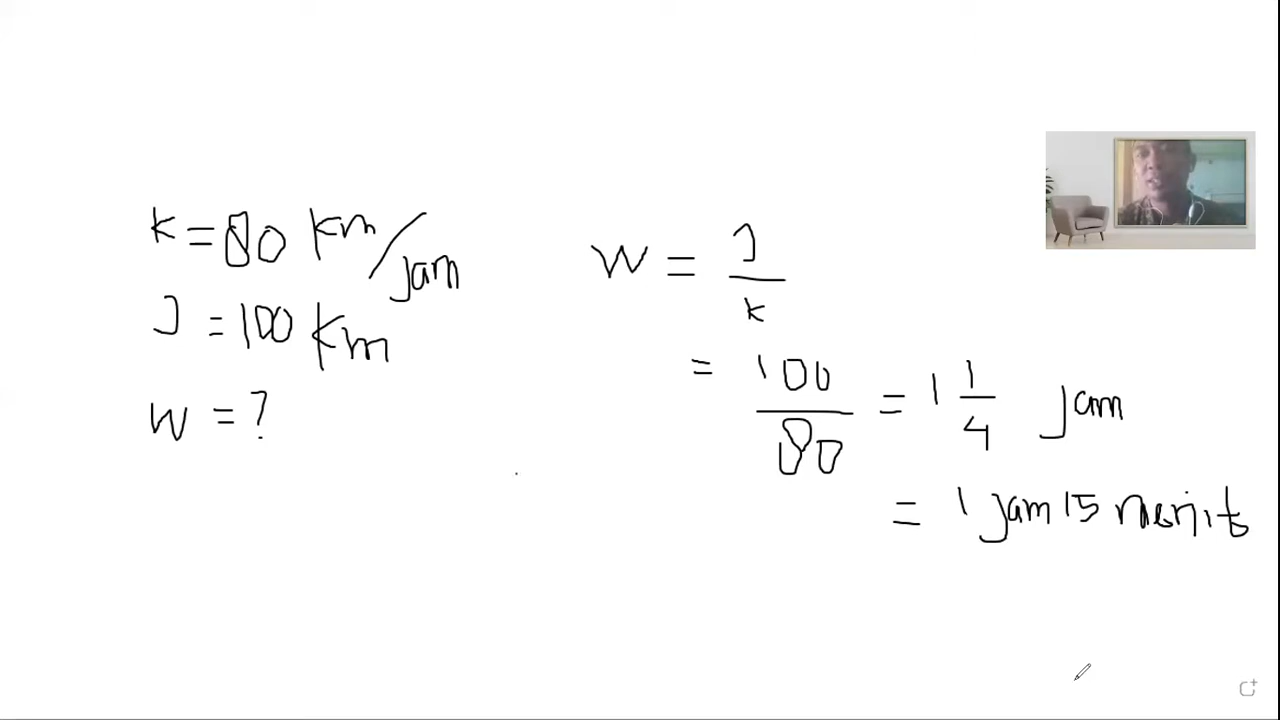 K = 80 km/jam
J = 100 km
W = ?
W = J/K
= 100/80 = 1 1/4 jam
= 1 jam 15 menit